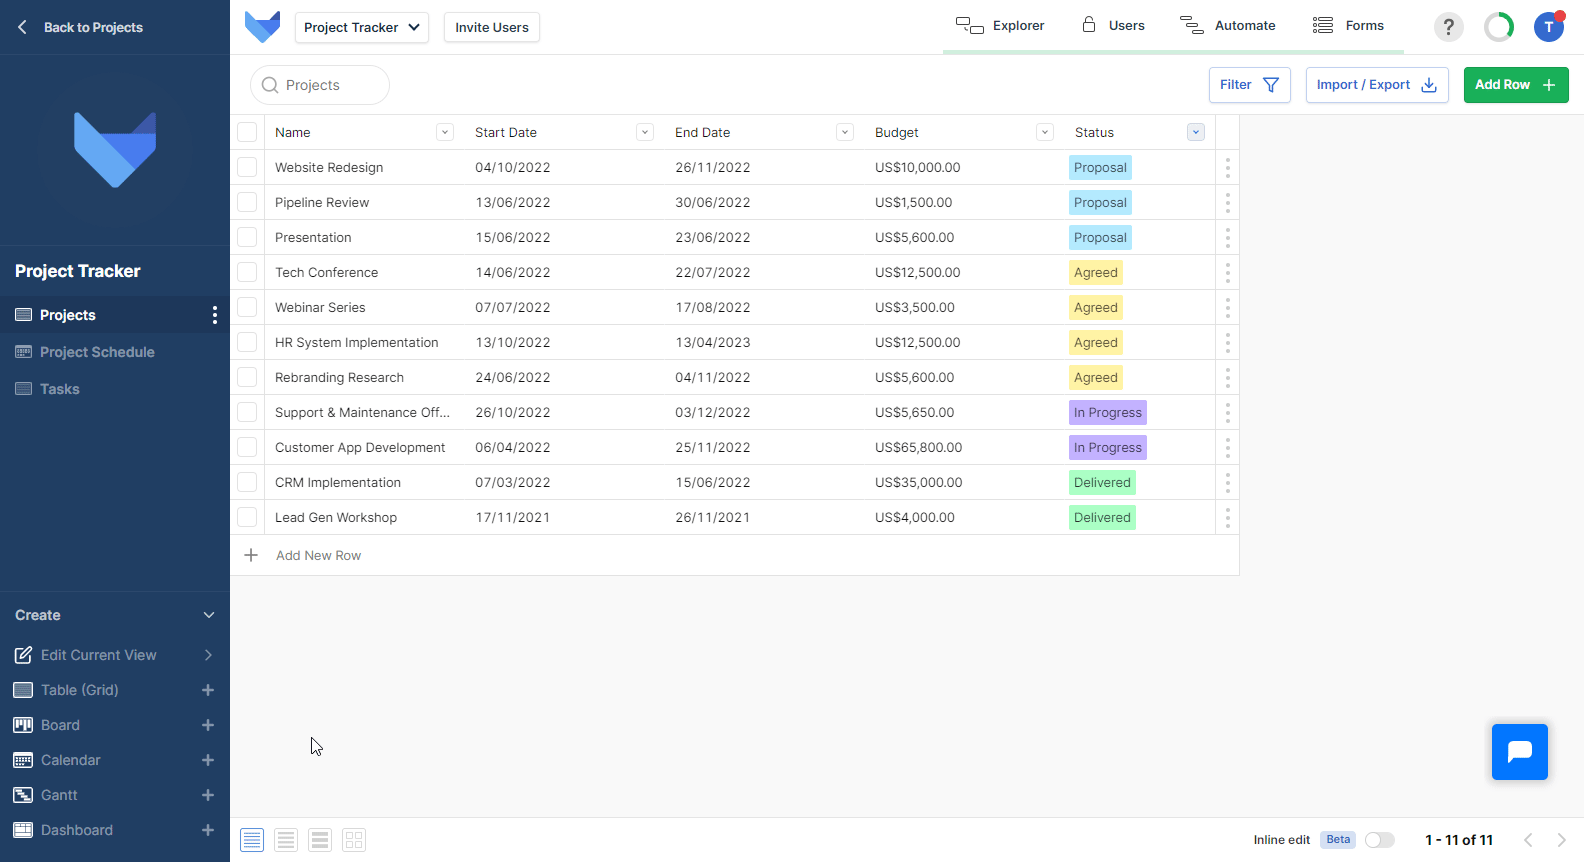 Back to Projects
Project Tracker
Projects
Project Schedule
Tasks
Create
Edit Current View
Table (Grid)
Board
Calendar
Gantt
Dashboard
Project Tracker Invite Users Explorer Users Automate Forms ? T
Projects Filter Import / Export Add Row
Name Start Date End Date Budget Status
Website Redesign 04/10/2022 26/11/2022 US$10,000.00 Proposal
Pipeline Review 13/06/2022 30/06/2022 US$1,500.00 Proposal
Presentation 15/06/2022 23/06/2022 US$5,600.00 Proposal
Tech Conference 14/06/2022 22/07/2022 US$12,500.00 Agreed
Webinar Series 07/07/2022 17/08/2022 US$3,500.00 Agreed
HR System Implementation 13/10/2022 13/04/2023 US$12,500.00 Agreed
Rebranding Research 24/06/2022 04/11/2022 US$5,600.00 Agreed
Support & Maintenance Off... 26/10/2022 03/12/2022 US$5,650.00 In Progress
Customer App Development 06/04/2022 25/11/2022 US$65,800.00 In Progress
CRM Implementation 07/03/2022 15/06/2022 US$35,000.00 Delivered
Lead Gen Workshop 17/11/2021 26/11/2021 US$4,000.00 Delivered
Add New Row
Inline edit Beta 1 - 11 of 11